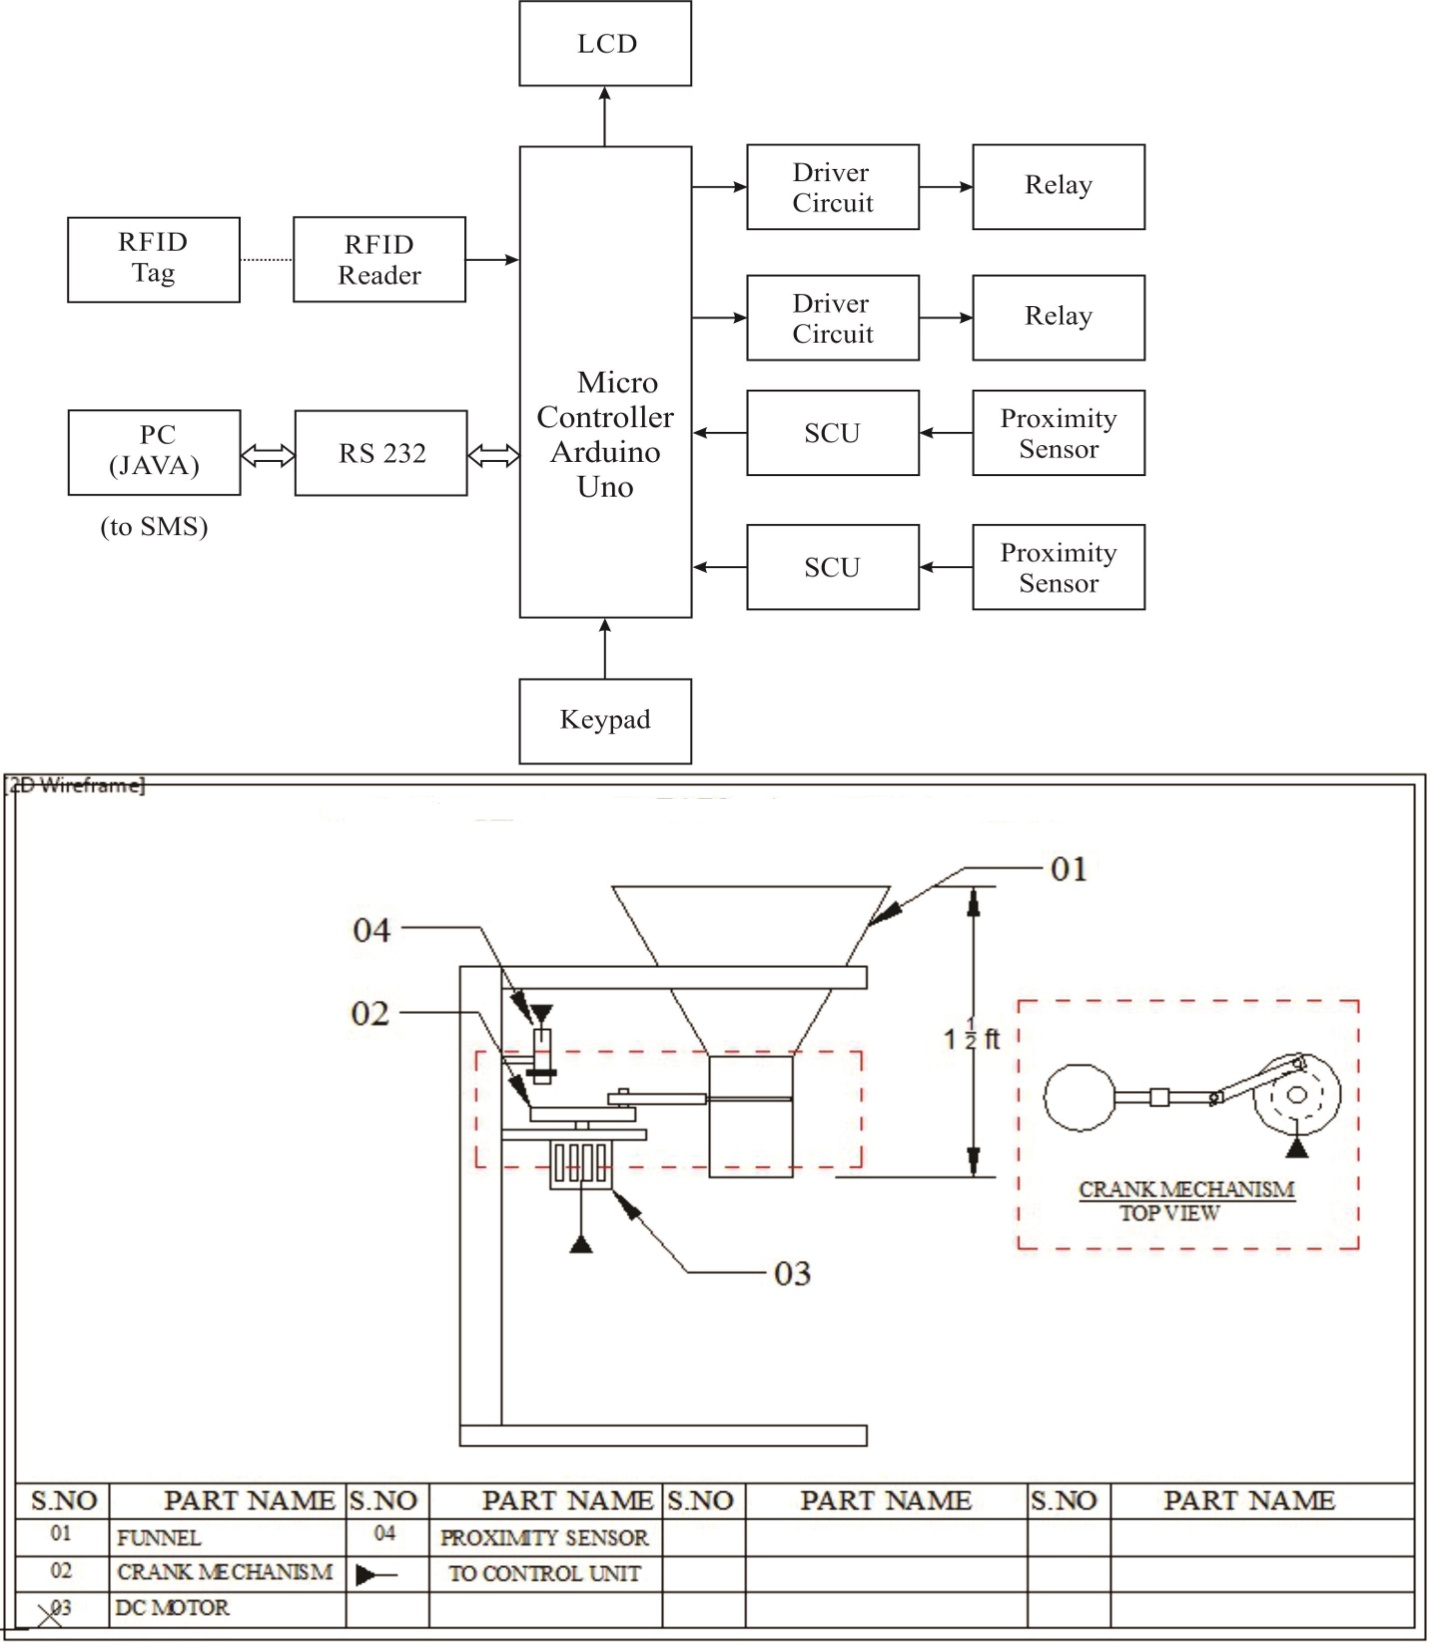 LCD
Driver
Circuit
Relay
RFID
Tag
RFID
Reader
Driver
Circuit
Relay
Micro
Controller
Arduino
Uno
PC
(JAVA)
RS 232
SCU
Proximity
Sensor
(to SMS)
SCU
Proximity
Sensor
Keypad
[2D Wireframe]
01
04
02
1 1/2 ft
CRANK MECHANISM
TOP VIEW
03
S.NO PART NAME S.NO PART NAME S.NO PART NAME S.NO PART NAME
01 FUNNEL 04 PROXIMITY SENSOR
02 CRANK MECHANISM TO CONTROL UNIT
03 DC MOTOR